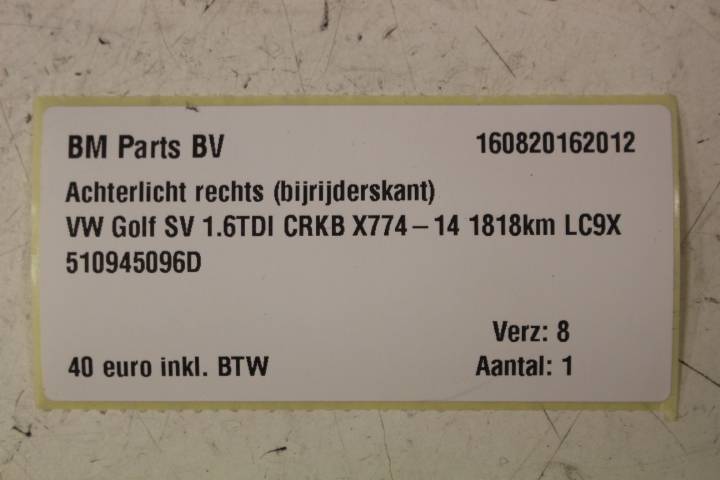 BM Parts BV 160820162012
Achterlicht rechts (bijrijderskant)
VW Golf SV 1.6TDI CRKB X774-14 1818km LC9X
510945096D
Verz: 8
40 euro inkl. BTW Aantal: 1